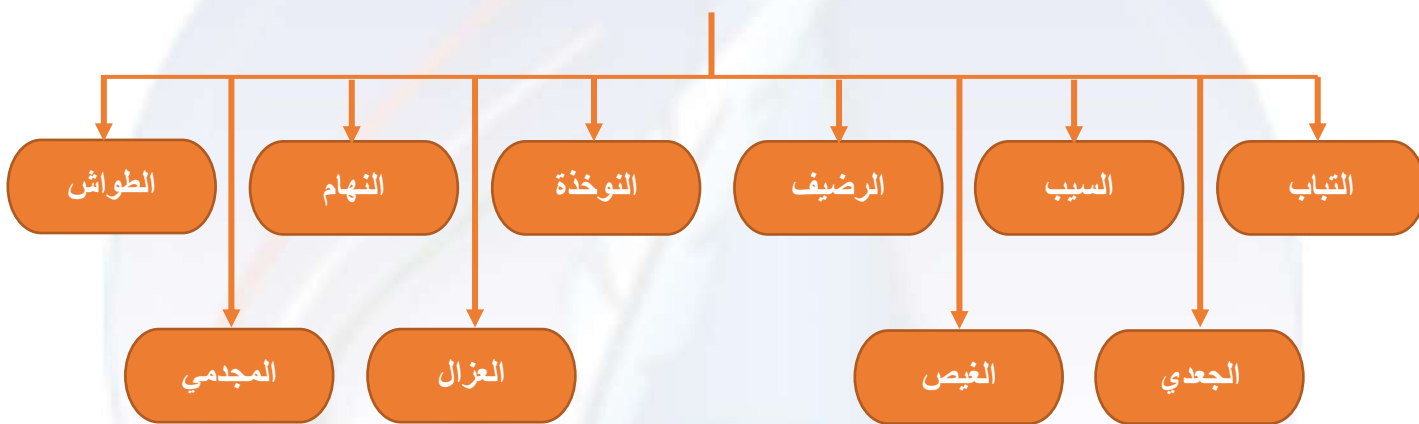 التباب
السيب
الرضيف
النوخذة
النهام
الطواش
الجعدي
الغيص
العزال
المجدمي